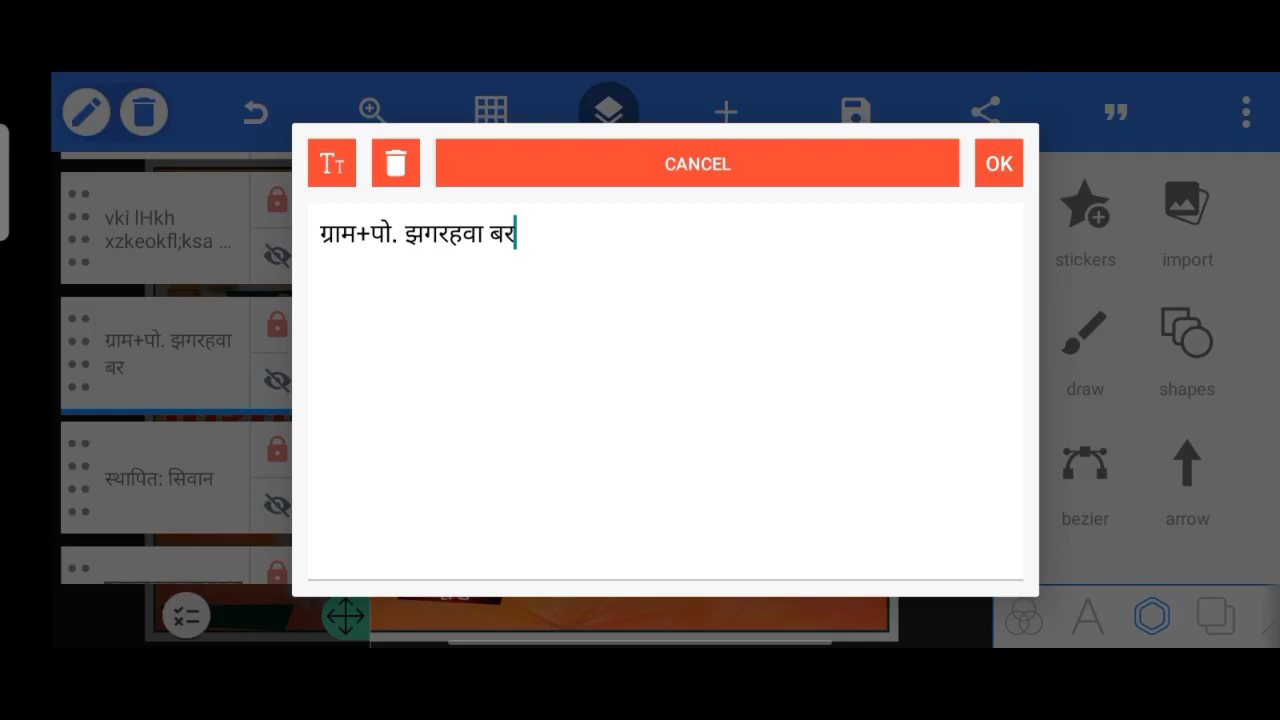 CANCEL
OK
ग्राम+पो. झगरहवा बर
vki lHkh
xzkeokfl;ksa ...
ग्राम+पो. झगरहवा
बर
स्थापित: सिवान
stickers
import
draw
shapes
bezier
arrow